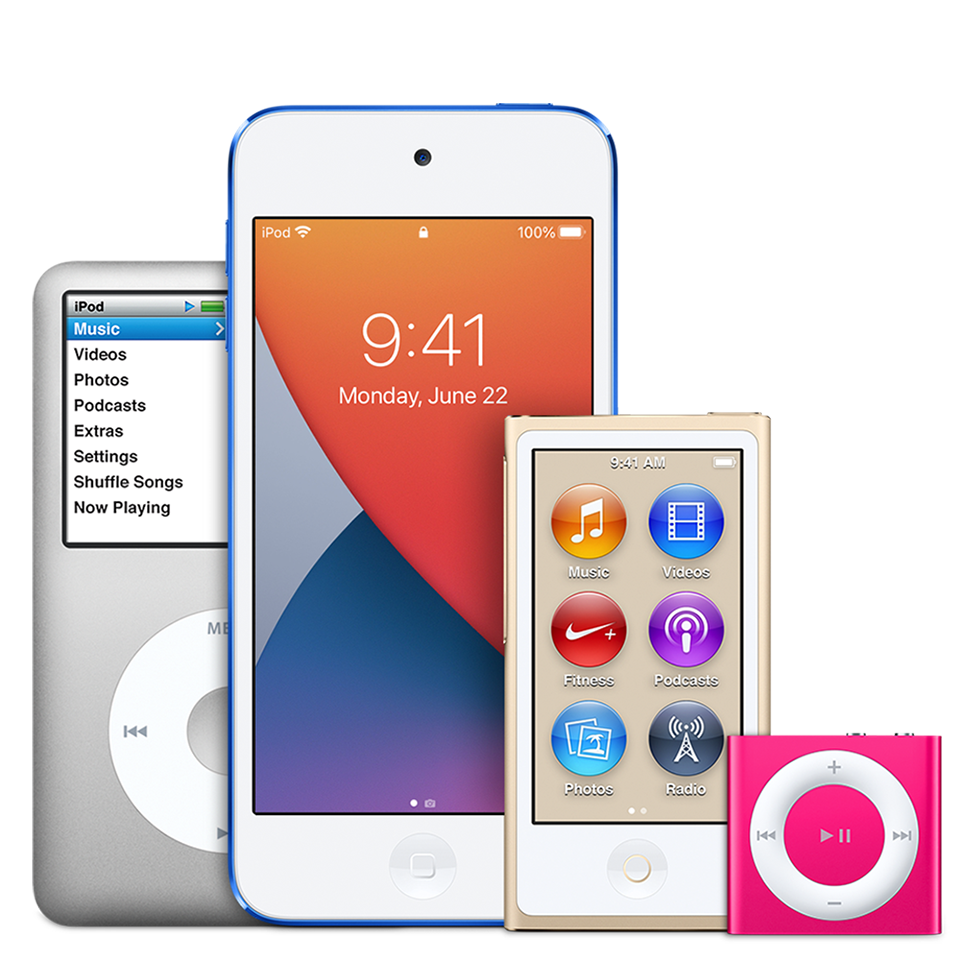 iPod
Music
Videos
Photos
Podcasts
Extras
Settings
Shuffle Songs
Now Playing
iPod 100%
9:41
Monday, June 22
9:41 AM
Music Videos
Fitness Podcasts
Photos Radio